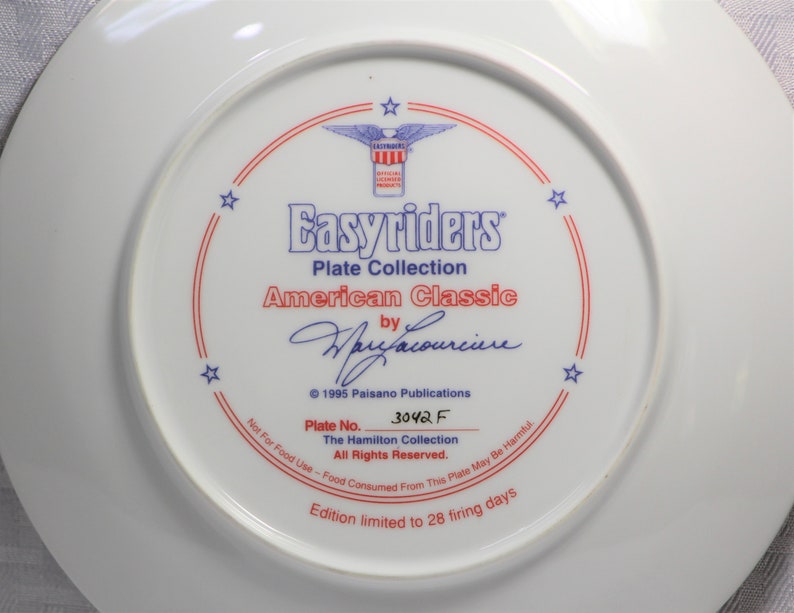 EASYRIDERS®
OFFICIAL
LICENSED
PRODUCTS
Easyriders®
Plate Collection
American Classic
by
Marc Lacourciere
© 1995 Paisano Publications
Plate No. 3042F
The Hamilton Collection
All Rights Reserved.
Not For Food Use – Food Consumed From This Plate May Be Harmful.
Edition limited to 28 firing days